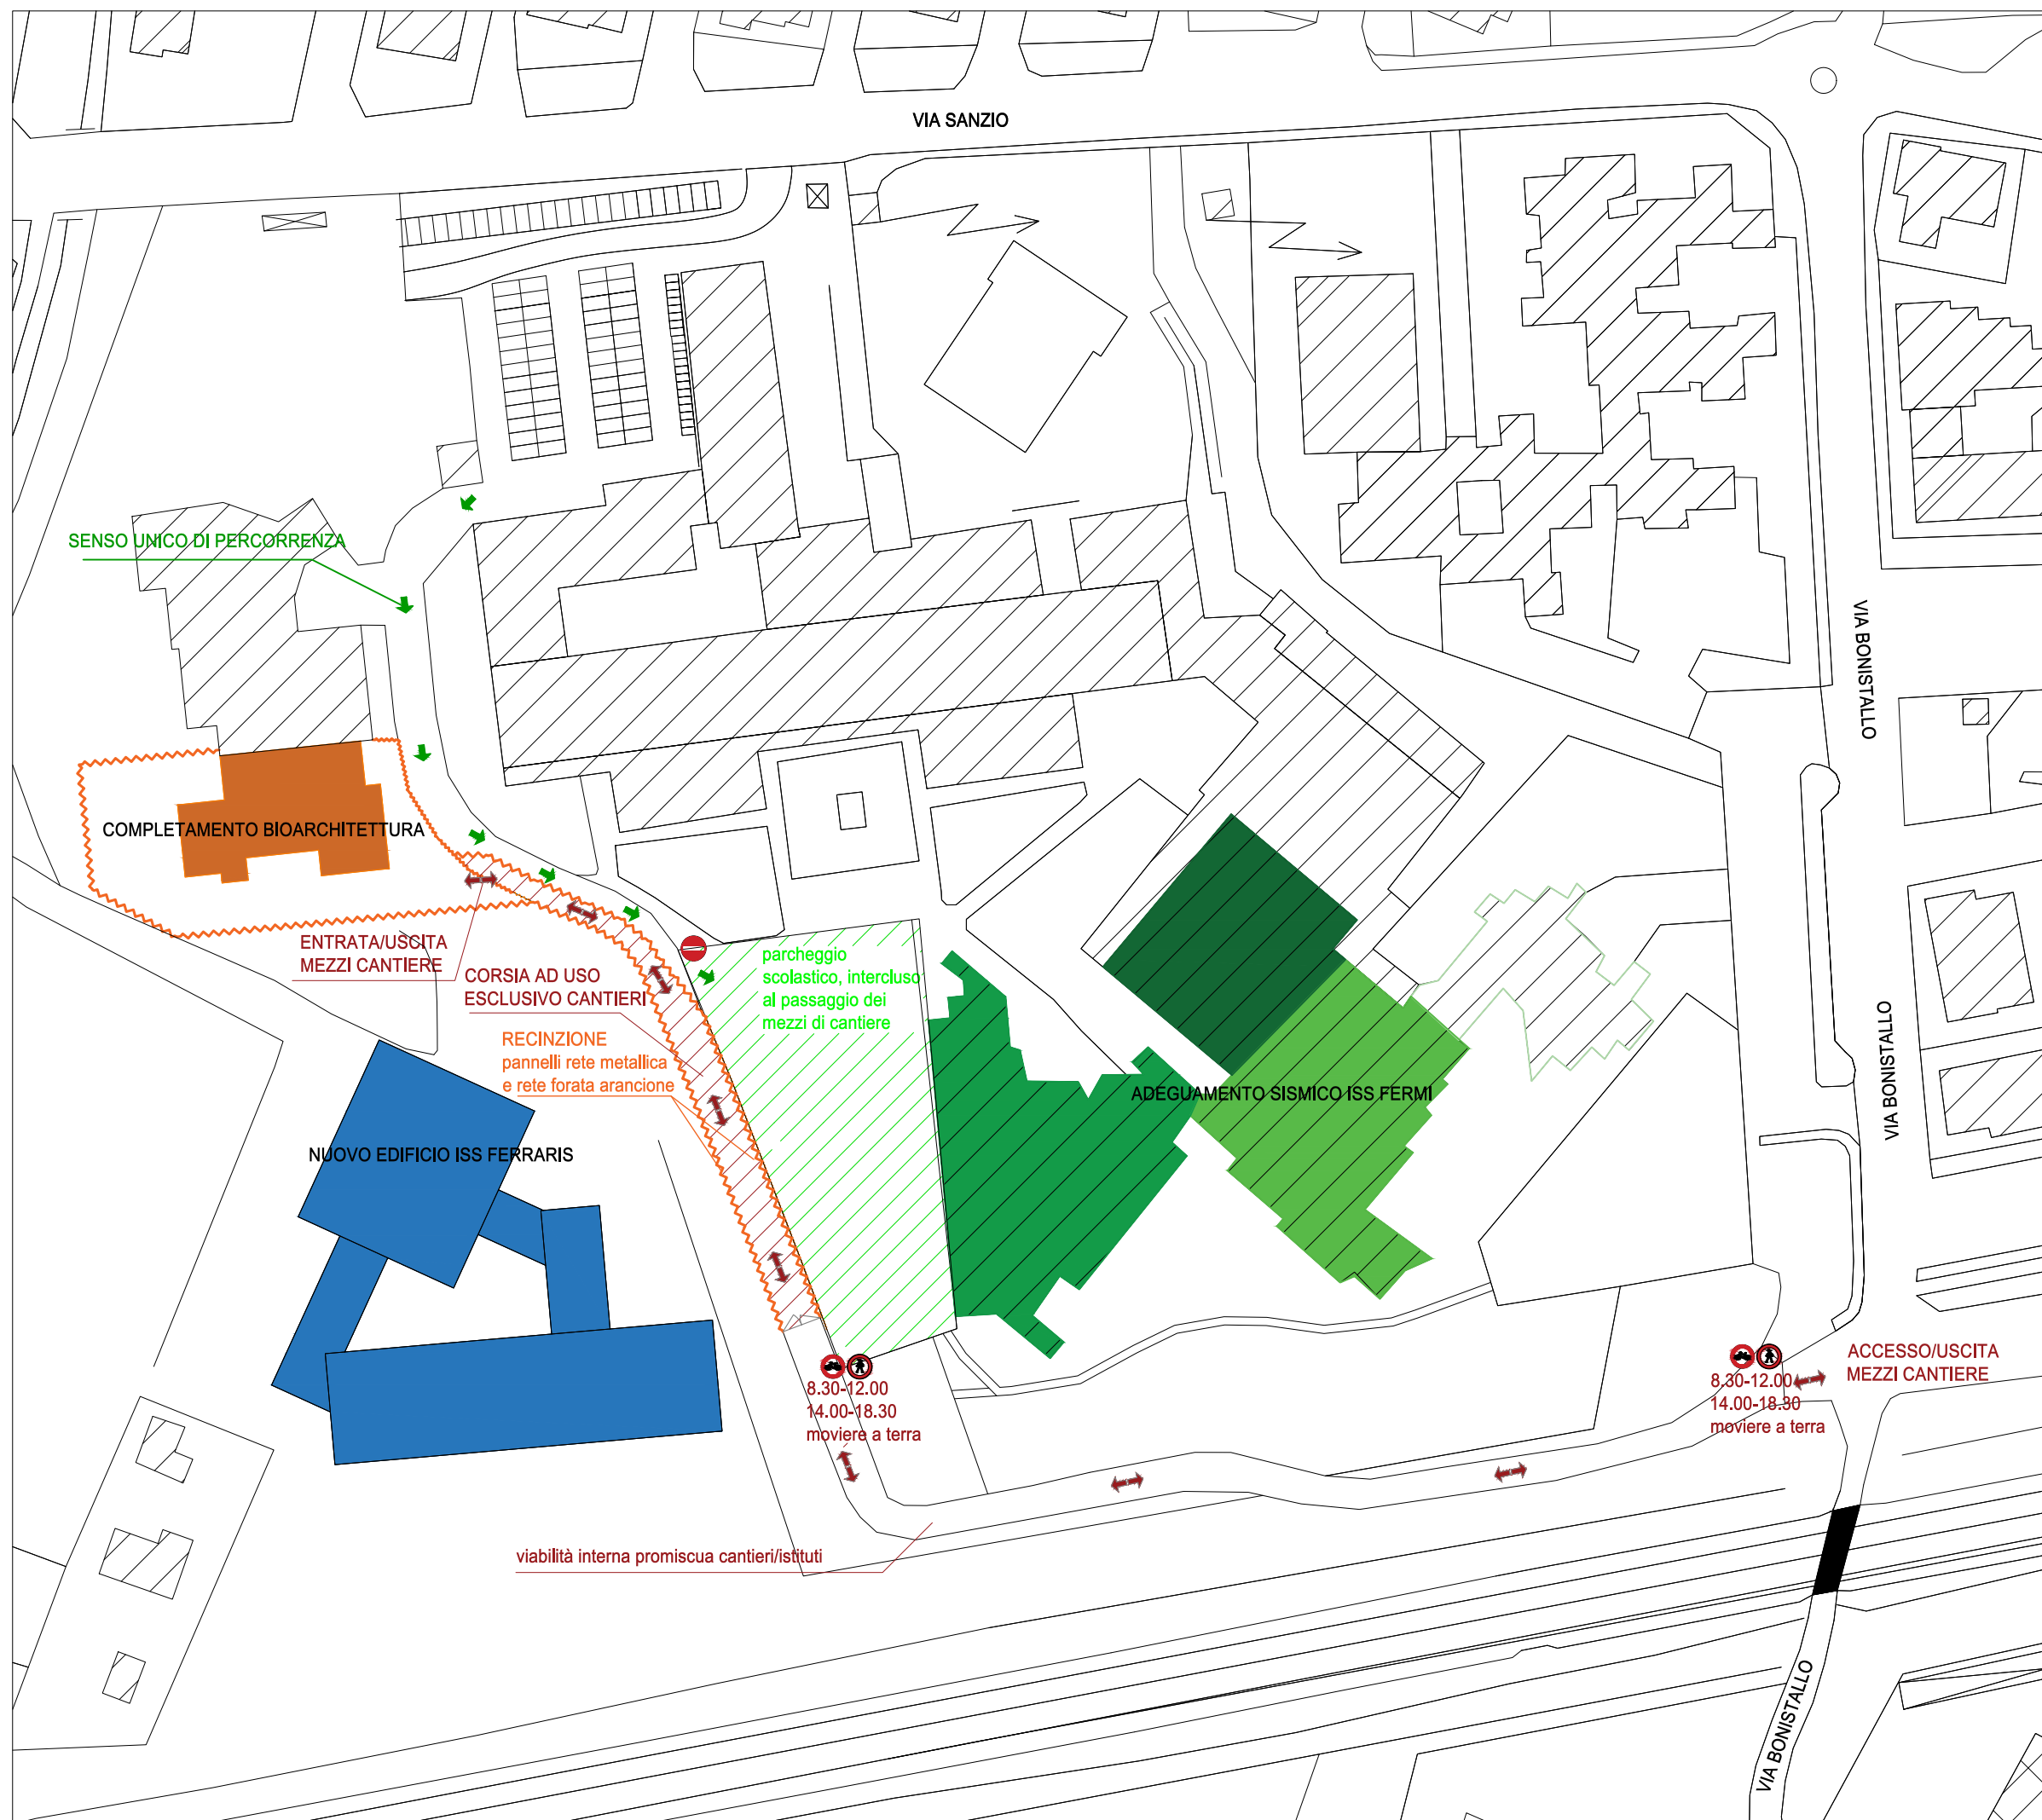 VIA SANZIO
SENSO UNICO DI PERCORRENZA
VIA BONISTALLO
COMPLETAMENTO BIOARCHITETTURA
ENTRATA/USCITA
MEZZI CANTIERE
CORSIA AD USO
ESCLUSIVO CANTIERI
parcheggio
scolastico, intercluso
al passaggio dei
mezzi di cantiere
RECINZIONE
pannelli rete metallica
e rete forata arancione
ADEGUAMENTO SISMICO ISS FERMI
VIA BONISTALLO
NUOVO EDIFICIO ISS FERRARIS
8.30-12.00
14.00-18.30
moviere a terra
ACCESSO/USCITA
MEZZI CANTIERE
8.30-12.00
14.00-18.30
moviere a terra
viabilità interna promiscua cantieri/istituti
VIA BONISTALLO